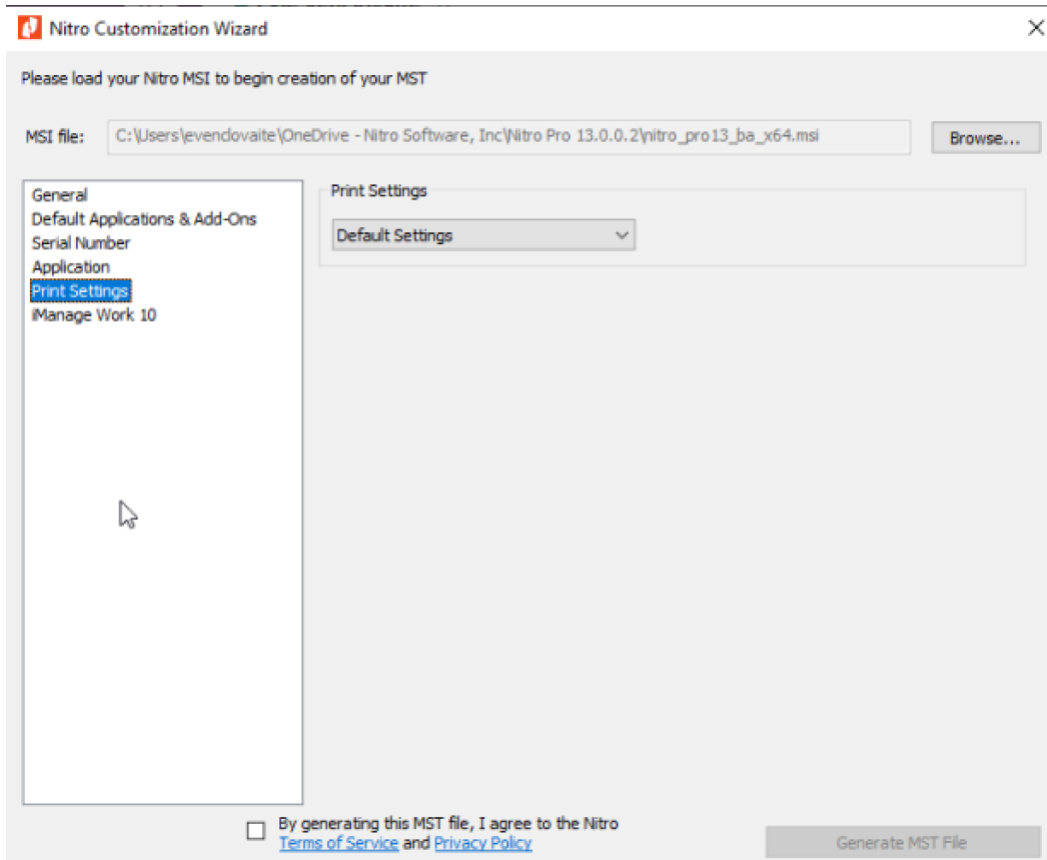 Nitro Customization Wizard
Please load your Nitro MSI to begin creation of your MST
MSI file: C:\Users\evendovaite\OneDrive - Nitro Software, Inc\Nitro Pro 13.0.0.2\nitro_pro13_ba_x64.msi Browse...
General
Default Applications & Add-Ons
Serial Number
Application
Print Settings
iManage Work 10
Print Settings
Default Settings
By generating this MST file, I agree to the Nitro
Terms of Service and Privacy Policy
Generate MST File